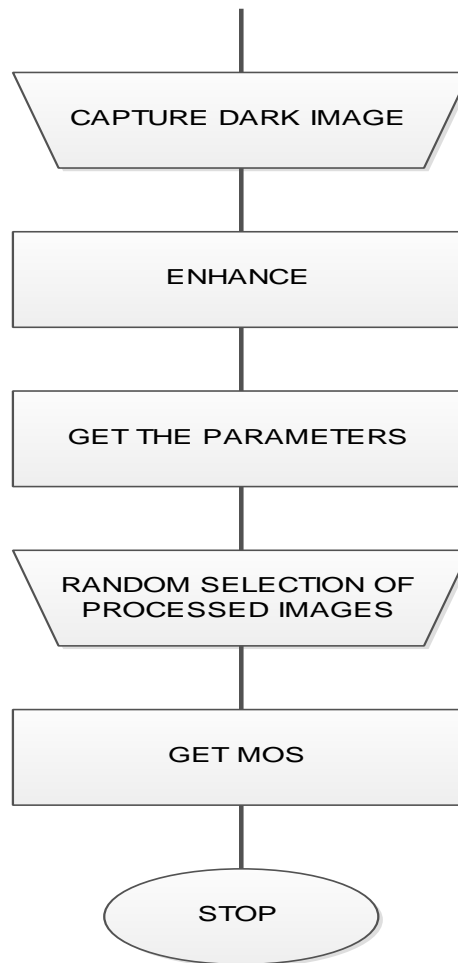 CAPTURE DARK IMAGE
ENHANCE
GET THE PARAMETERS
RANDOM SELECTION OF
PROCESSED IMAGES
GET MOS
STOP